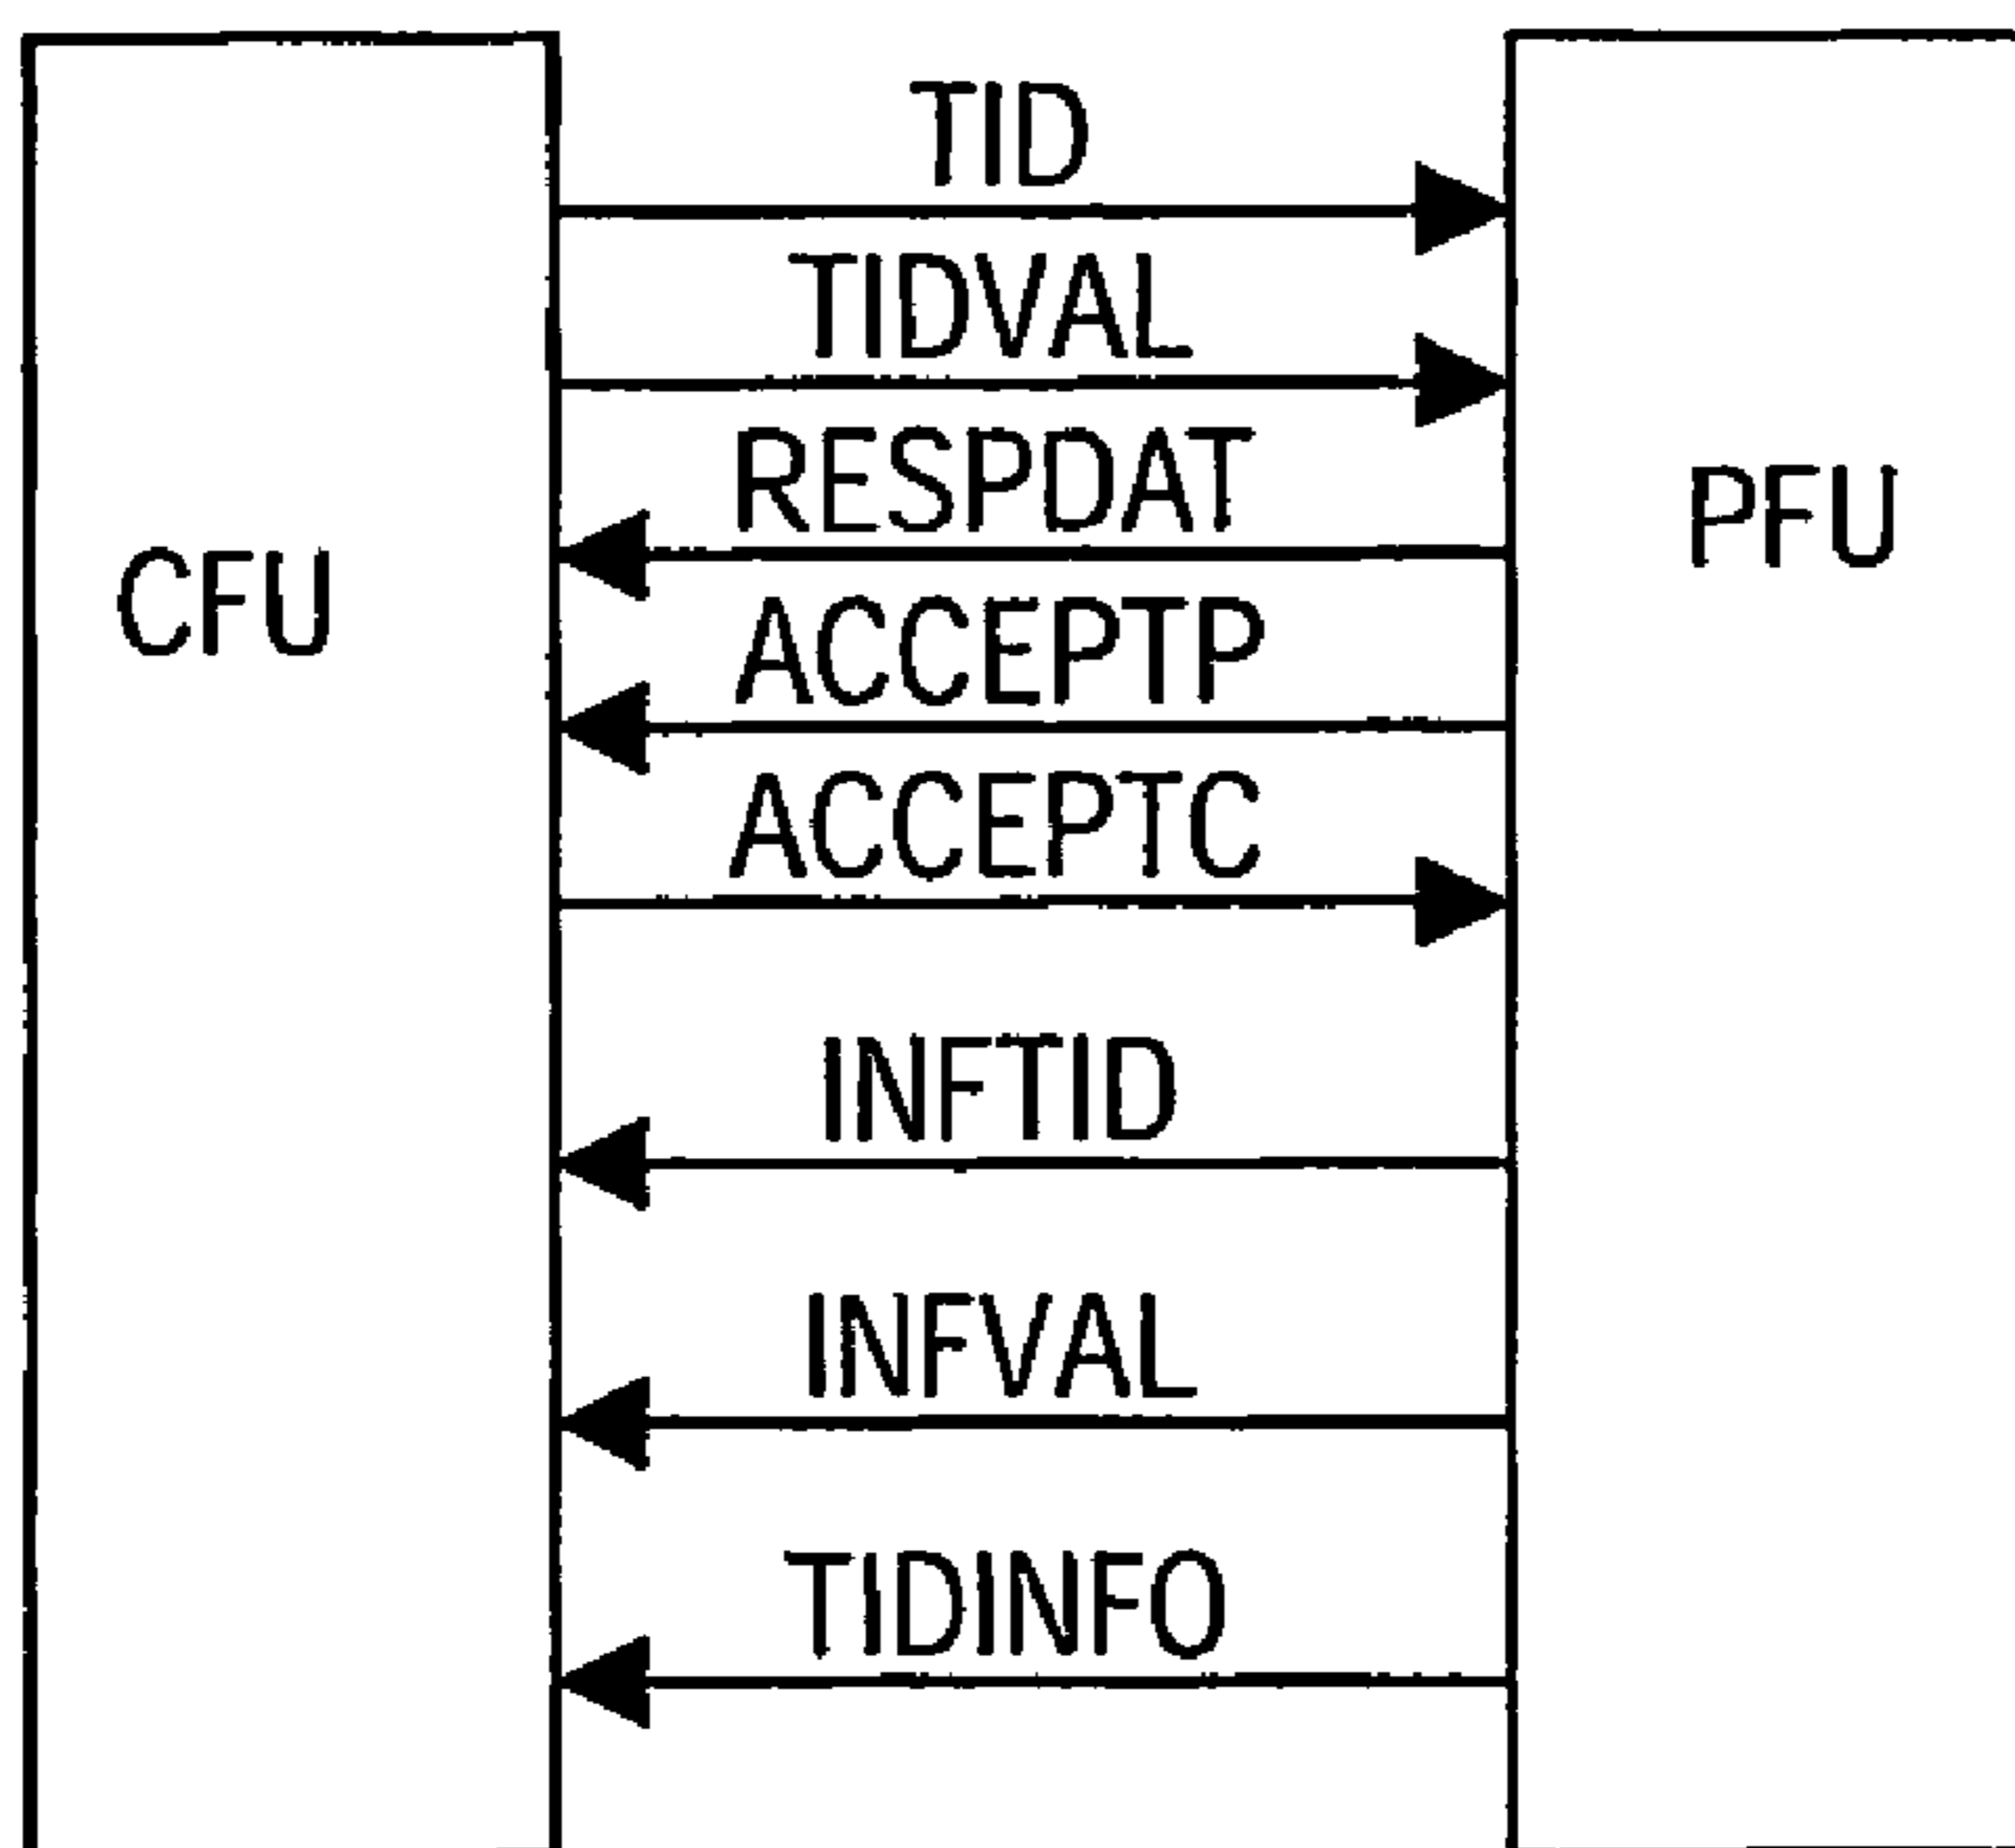 TID
TIDVAL
RESPDAT
PFU
CFU
ACCEPTP
ACCEPTC
INFTID
INFVAL
TIDINFO